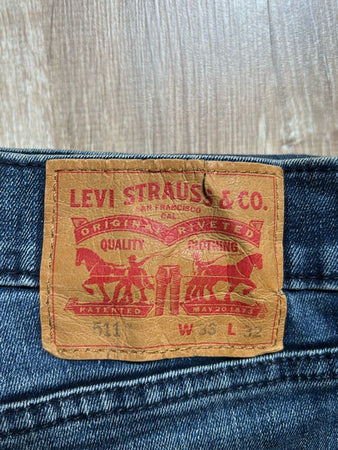 LEVI STRAUSS & CO.
SAN FRANCISCO
CAL.
ORIGINAL RIVETED
QUALITY CLOTHING
PATENTED MAY 20 1873
511 W 36 L 32